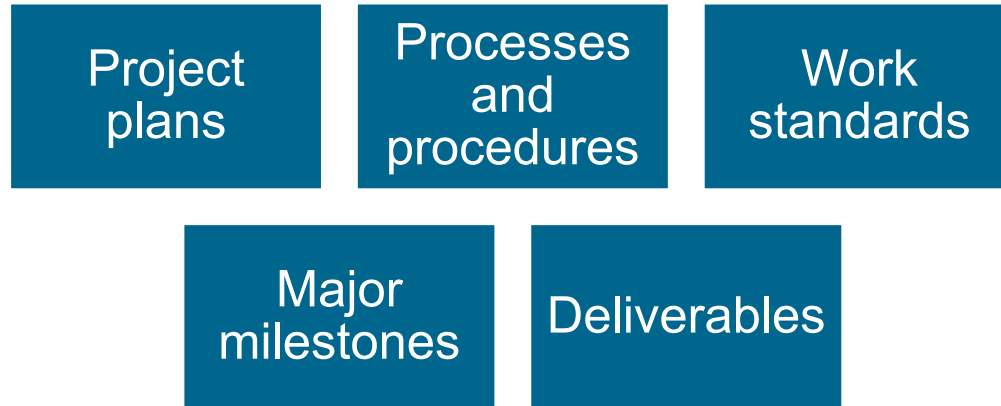 Project
plans
Processes
and
procedures
Work
standards
Major
milestones
Deliverables